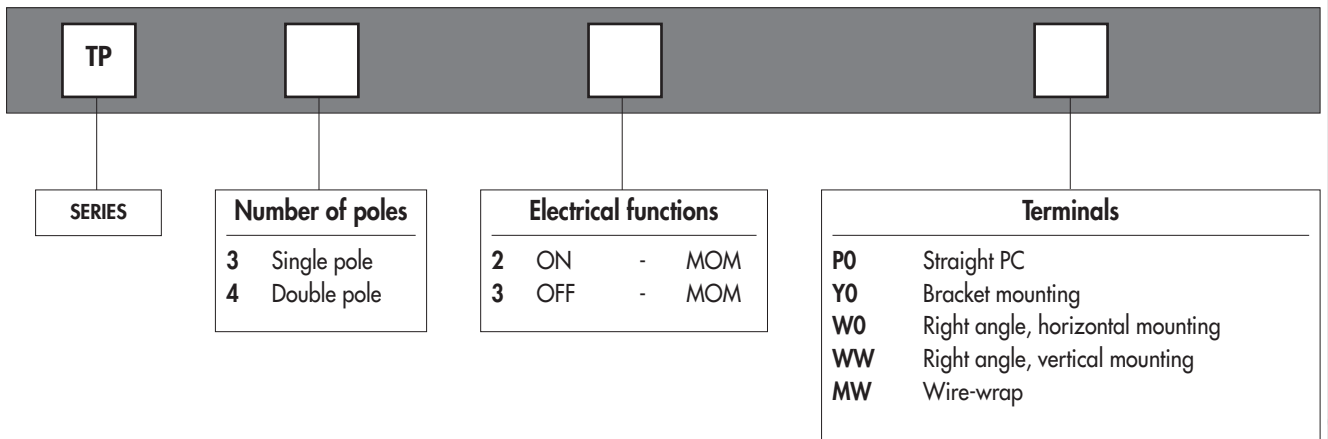 TP
SERIES
Number of poles
3 Single pole
4 Double pole
Electrical functions
2 ON - MOM
3 OFF - MOM
Terminals
P0 Straight PC
Y0 Bracket mounting
W0 Right angle, horizontal mounting
WW Right angle, vertical mounting
MW Wire-wrap